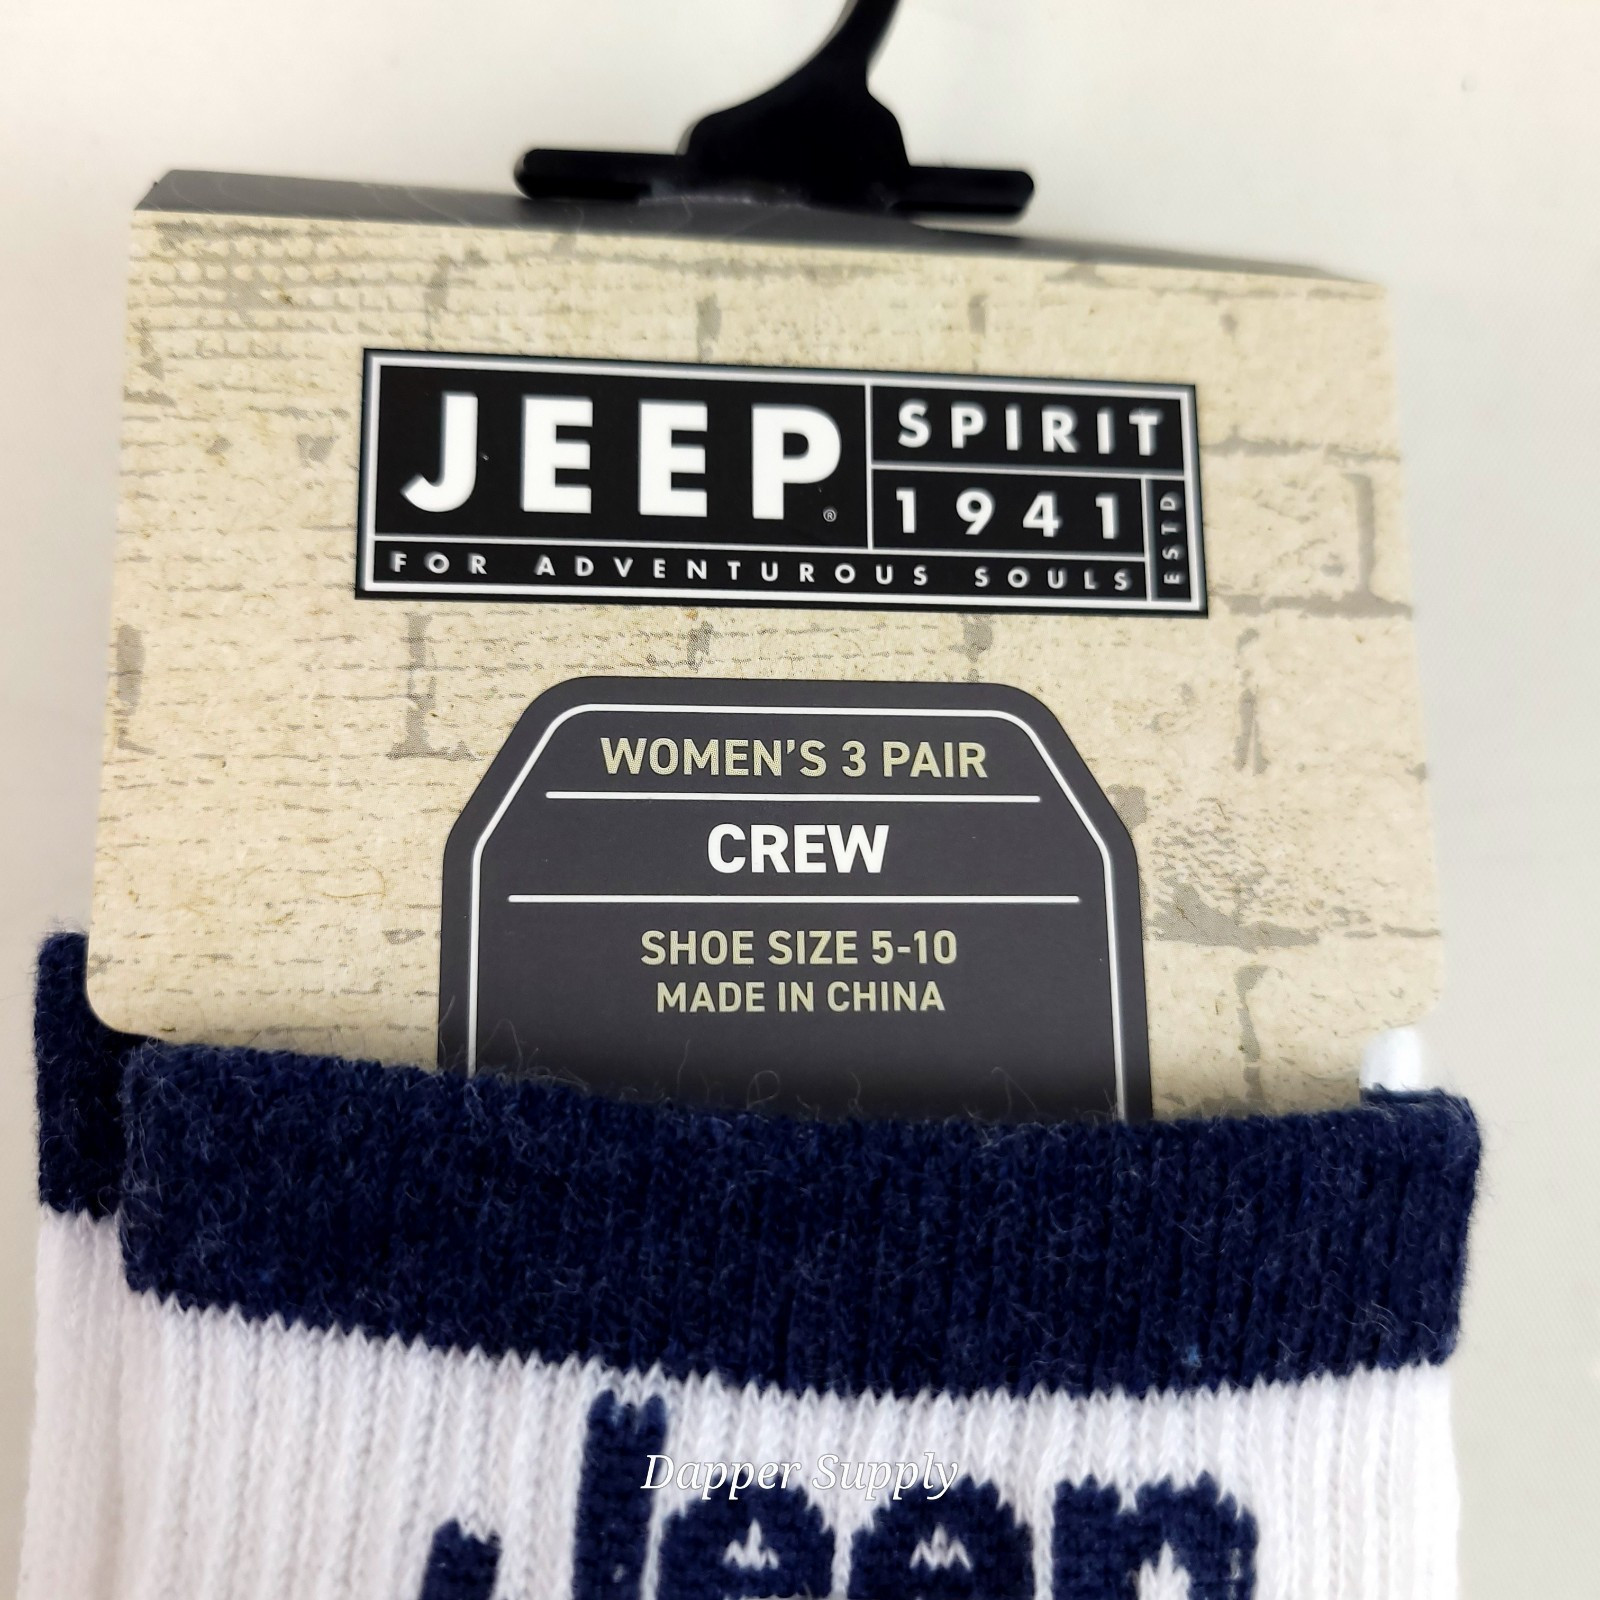 JEEP®
SPIRIT
1941
ESTD
FOR ADVENTUROUS SOULS
WOMEN'S 3 PAIR
CREW
SHOE SIZE 5-10
MADE IN CHINA
Dapper Supply
Jeep